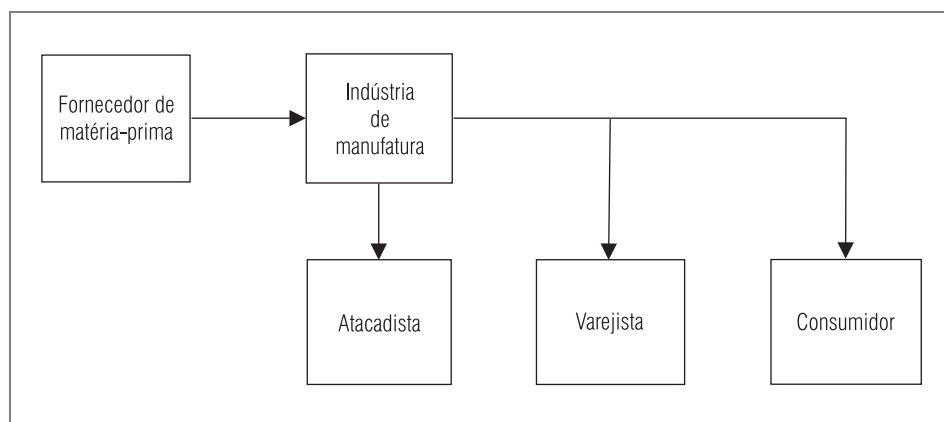 Fornecedor de
matéria-prima
Indústria
de
manufatura
Atacadista
Varejista
Consumidor